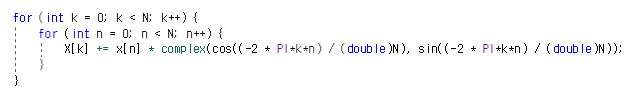 for (int k = 0; k < N; k++) {
for (int n = 0; n < N; n++) {
X[k] += x[n] * complex(cos((-2 * PI*k*n) / (double)N), sin((-2 * PI*k*n) / (double)N));
}
}